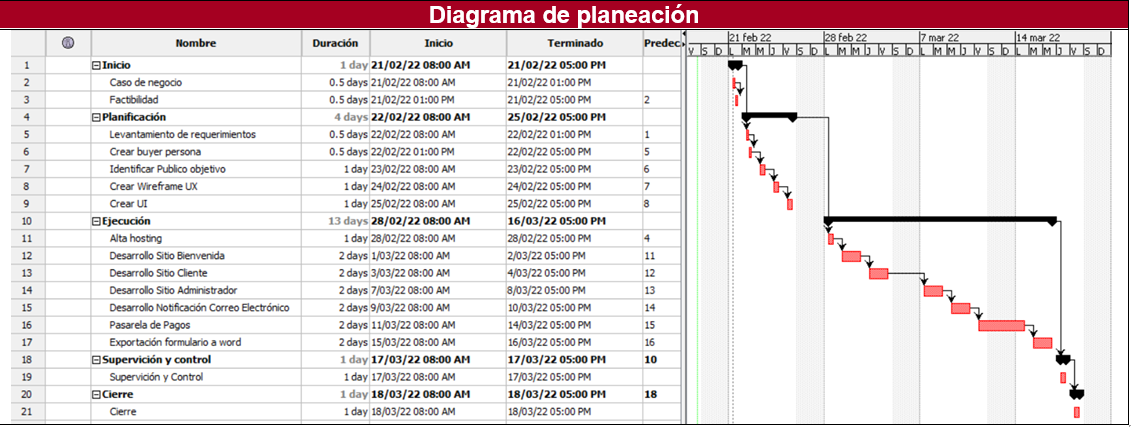 Diagrama de planeación
Nombre Duración Inicio Terminado Predec 21 feb 22 28 feb 22 7 mar 22 14 mar 22
V S D L M M J V S D L M M J V S D L M M J V S D L M M J V S D
1 Inicio 1 day 21/02/22 08:00 AM 21/02/22 05:00 PM
2 Caso de negocio 0.5 days 21/02/22 08:00 AM 21/02/22 01:00 PM
3 Factibilidad 0.5 days 21/02/22 01:00 PM 21/02/22 05:00 PM 2
4 Planificación 4 days 22/02/22 08:00 AM 25/02/22 05:00 PM
5 Levantamiento de requerimientos 0.5 days 22/02/22 08:00 AM 22/02/22 01:00 PM 1
6 Crear buyer persona 0.5 days 22/02/22 01:00 PM 22/02/22 05:00 PM 5
7 Identificar Publico objetivo 1 day 23/02/22 08:00 AM 23/02/22 05:00 PM 6
8 Crear Wireframe UX 1 day 24/02/22 08:00 AM 24/02/22 05:00 PM 7
9 Crear UI 1 day 25/02/22 08:00 AM 25/02/22 05:00 PM 8
10 Ejecución 13 days 28/02/22 08:00 AM 16/03/22 05:00 PM
11 Alta hosting 1 day 28/02/22 08:00 AM 28/02/22 05:00 PM 4
12 Desarrollo Sitio Bienvenida 2 days 1/03/22 08:00 AM 2/03/22 05:00 PM 11
13 Desarrollo Sitio Cliente 2 days 3/03/22 08:00 AM 4/03/22 05:00 PM 12
14 Desarrollo Sitio Administrador 2 days 7/03/22 08:00 AM 8/03/22 05:00 PM 13
15 Desarrollo Notificación Correo Electrónico 2 days 9/03/22 08:00 AM 10/03/22 05:00 PM 14
16 Pasarela de Pagos 2 days 11/03/22 08:00 AM 14/03/22 05:00 PM 15
17 Exportación formulario a word 2 days 15/03/22 08:00 AM 16/03/22 05:00 PM 16
18 Supervición y control 1 day 17/03/22 08:00 AM 17/03/22 05:00 PM 10
19 Supervición y Control 1 day 17/03/22 08:00 AM 17/03/22 05:00 PM
20 Cierre 1 day 18/03/22 08:00 AM 18/03/22 05:00 PM 18
21 Cierre 1 day 18/03/22 08:00 AM 18/03/22 05:00 PM